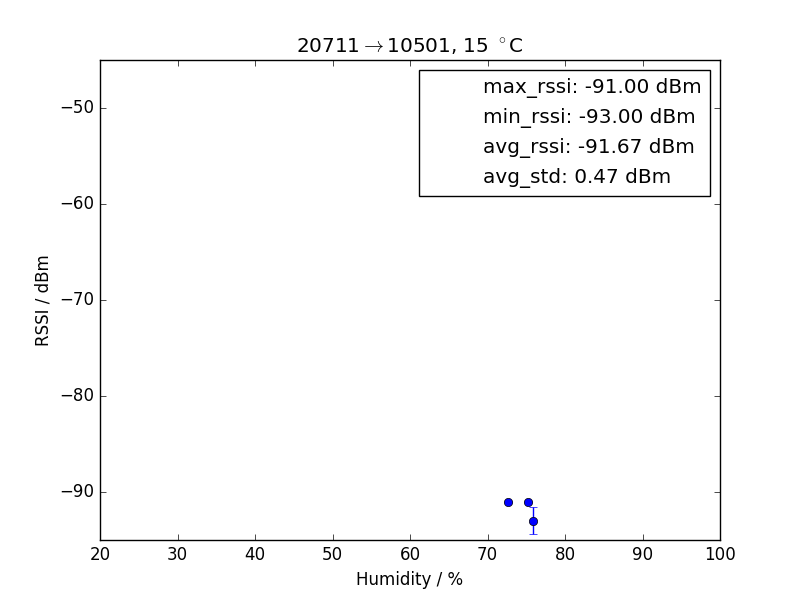 20711→10501, 15 °C
max_rssi: -91.00 dBm
min_rssi: -93.00 dBm
avg_rssi: -91.67 dBm
avg_std: 0.47 dBm
RSSI / dBm
−50
−60
−70
−80
−90
20 30 40 50 60 70 80 90 100
Humidity / %